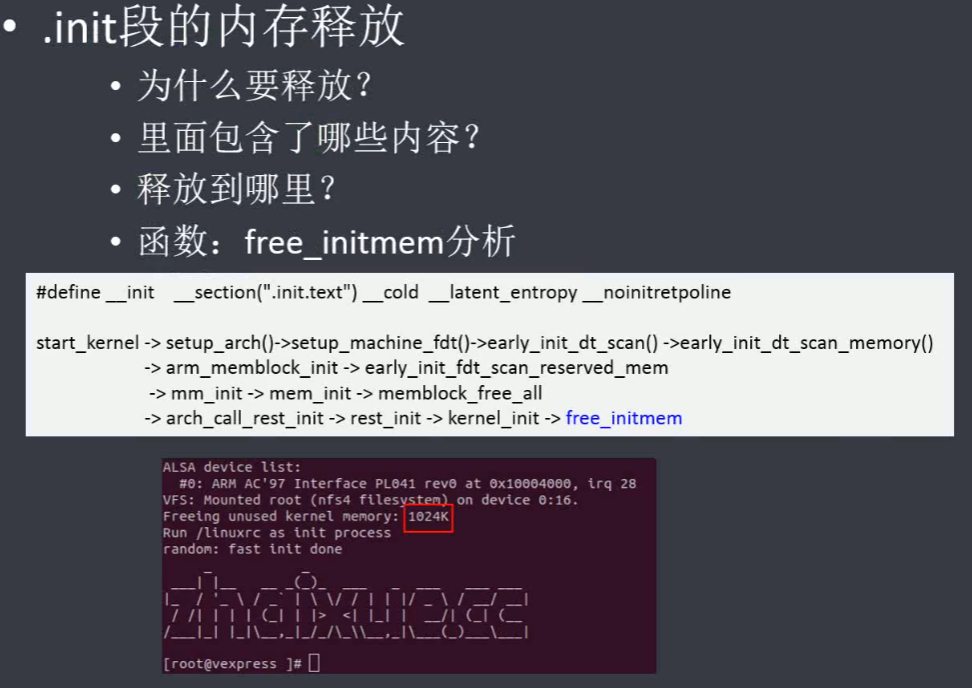 • .init段的内存释放
• 为什么要释放?
• 里面包含了哪些内容?
• 释放到哪里?
• 函数：free_initmem分析
#define __init __section(".init.text") __cold __latent_entropy __noinitretpoline
start_kernel -> setup_arch()->setup_machine_fdt()->early_init_dt_scan() ->early_init_dt_scan_memory()
-> arm_memblock_init -> early_init_fdt_scan_reserved_mem
-> mm_init -> mem_init -> memblock_free_all
-> arch_call_rest_init -> rest_init -> kernel_init -> free_initmem
ALSA device list:
#0: ARM AC'97 Interface PL041 rev0 at 0x10004000, irq 28
VFS: Mounted root (nfs4 filesystem) on device 0:16.
Freeing unused kernel memory: 1024K
Run /linuxrc as init process
random: fast init done
zhaixue.cc
[root@vexpress ]#